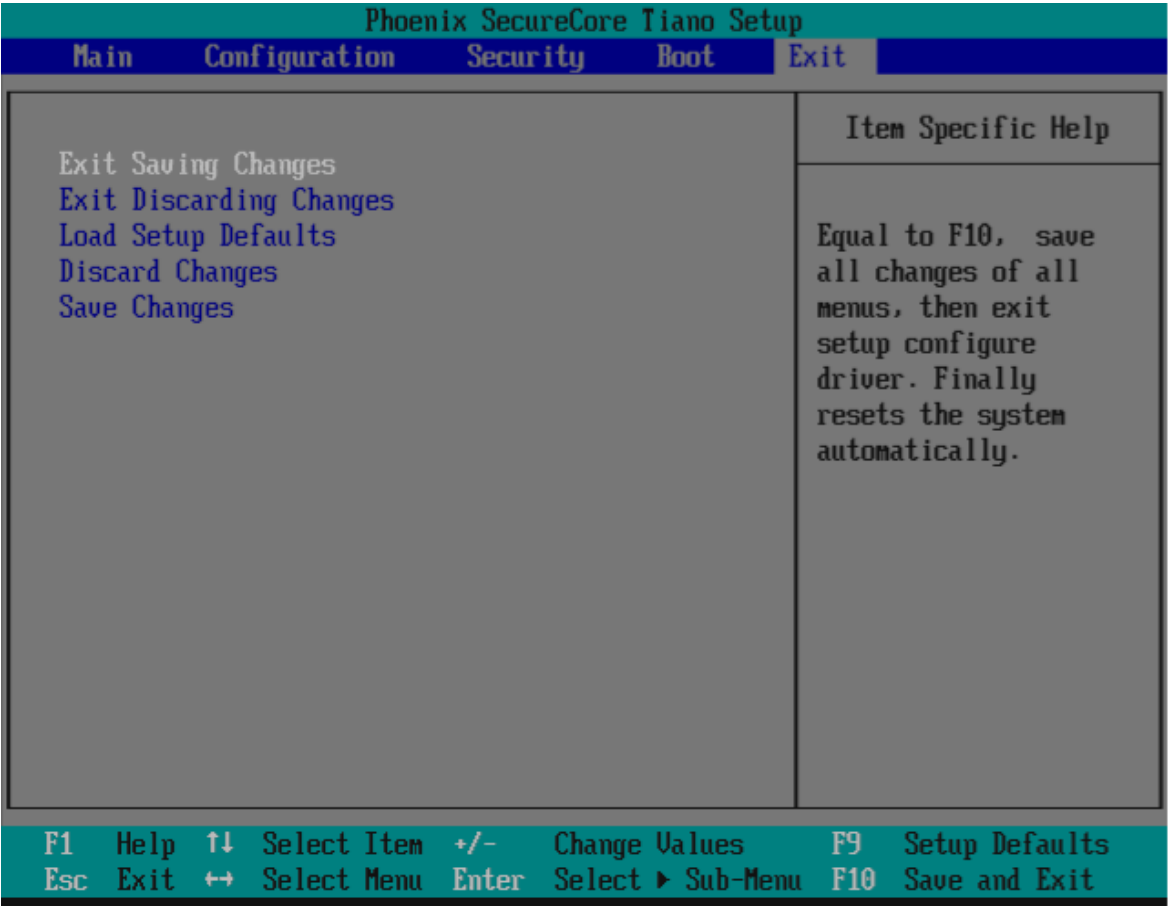 Phoenix SecureCore Tiano Setup
Main Configuration Security Boot Exit
Exit Saving Changes
Exit Discarding Changes
Load Setup Defaults
Discard Changes
Save Changes
Item Specific Help
Equal to F10, save
all changes of all
menus, then exit
setup configure
driver. Finally
resets the system
automatically.
F1 Help ↑↓ Select Item +/- Change Values F9 Setup Defaults
Esc Exit ↔ Select Menu Enter Select ▶ Sub-Menu F10 Save and Exit